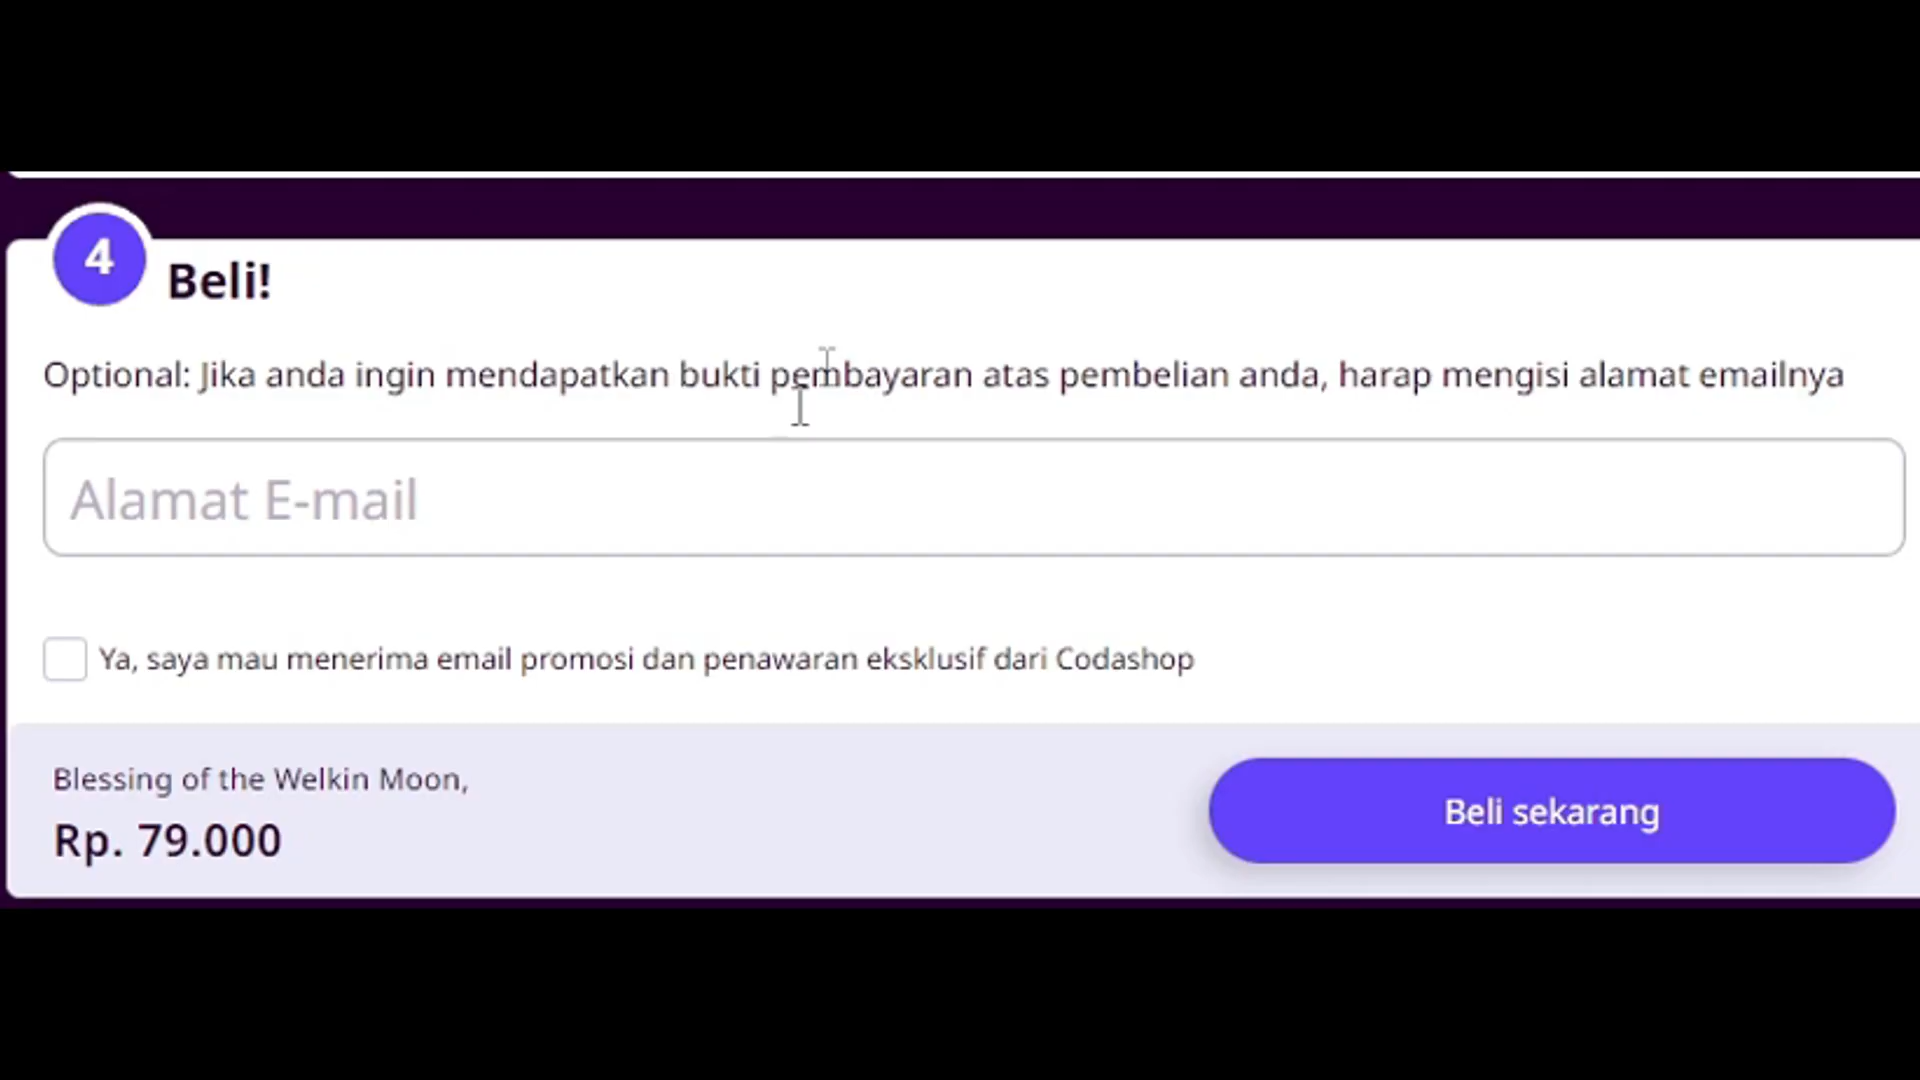 4
Beli!
Optional: Jika anda ingin mendapatkan bukti pembayaran atas pembelian anda, harap mengisi alamat emailnya
Alamat E-mail
Ya, saya mau menerima email promosi dan penawaran eksklusif dari Codashop
Blessing of the Welkin Moon,
Rp. 79.000
Beli sekarang